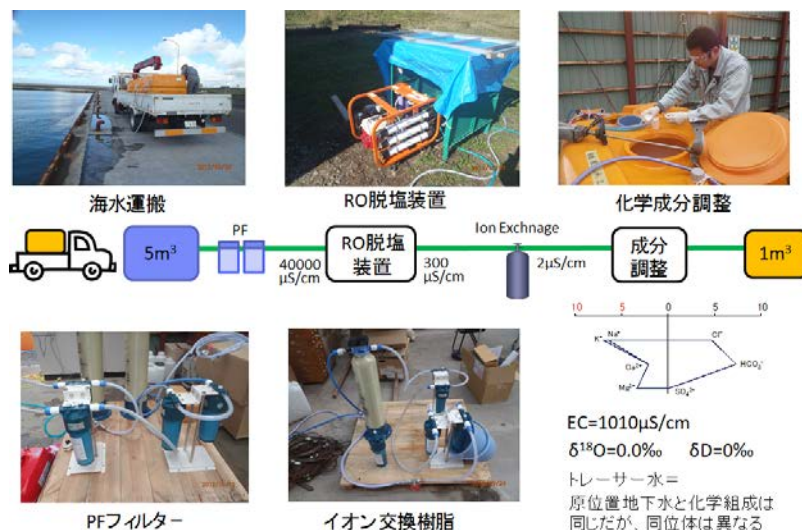 海水運搬
RO脱塩装置
化学成分調整
5m³
PF
40000
μS/cm
RO脱塩
装置
300
μS/cm
Ion Exchnage
2μS/cm
成分
調整
1m³
10 5 0 5 10
Na⁺
K⁺
Cl⁻
Ca²⁺
HCO₃⁻
Mg²⁺
SO₄²⁻
EC=1010μS/cm
δ¹⁸O=0.0‰ δD=0‰
トレーサー水=
原位置地下水と化学組成は
同じだが、同位体は異なる
PFフィルター
イオン交換樹脂